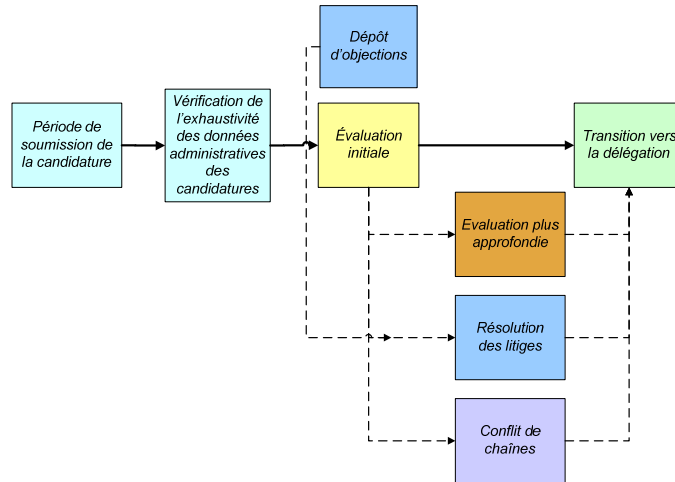 Dépôt
d'objections
Période de
soumission de
la candidature
Vérification de
l'exhaustivité
des données
administratives
des
candidatures
Évaluation
initiale
Transition vers
la délégation
Evaluation plus
approfondie
Résolution
des litiges
Conflit de
chaînes